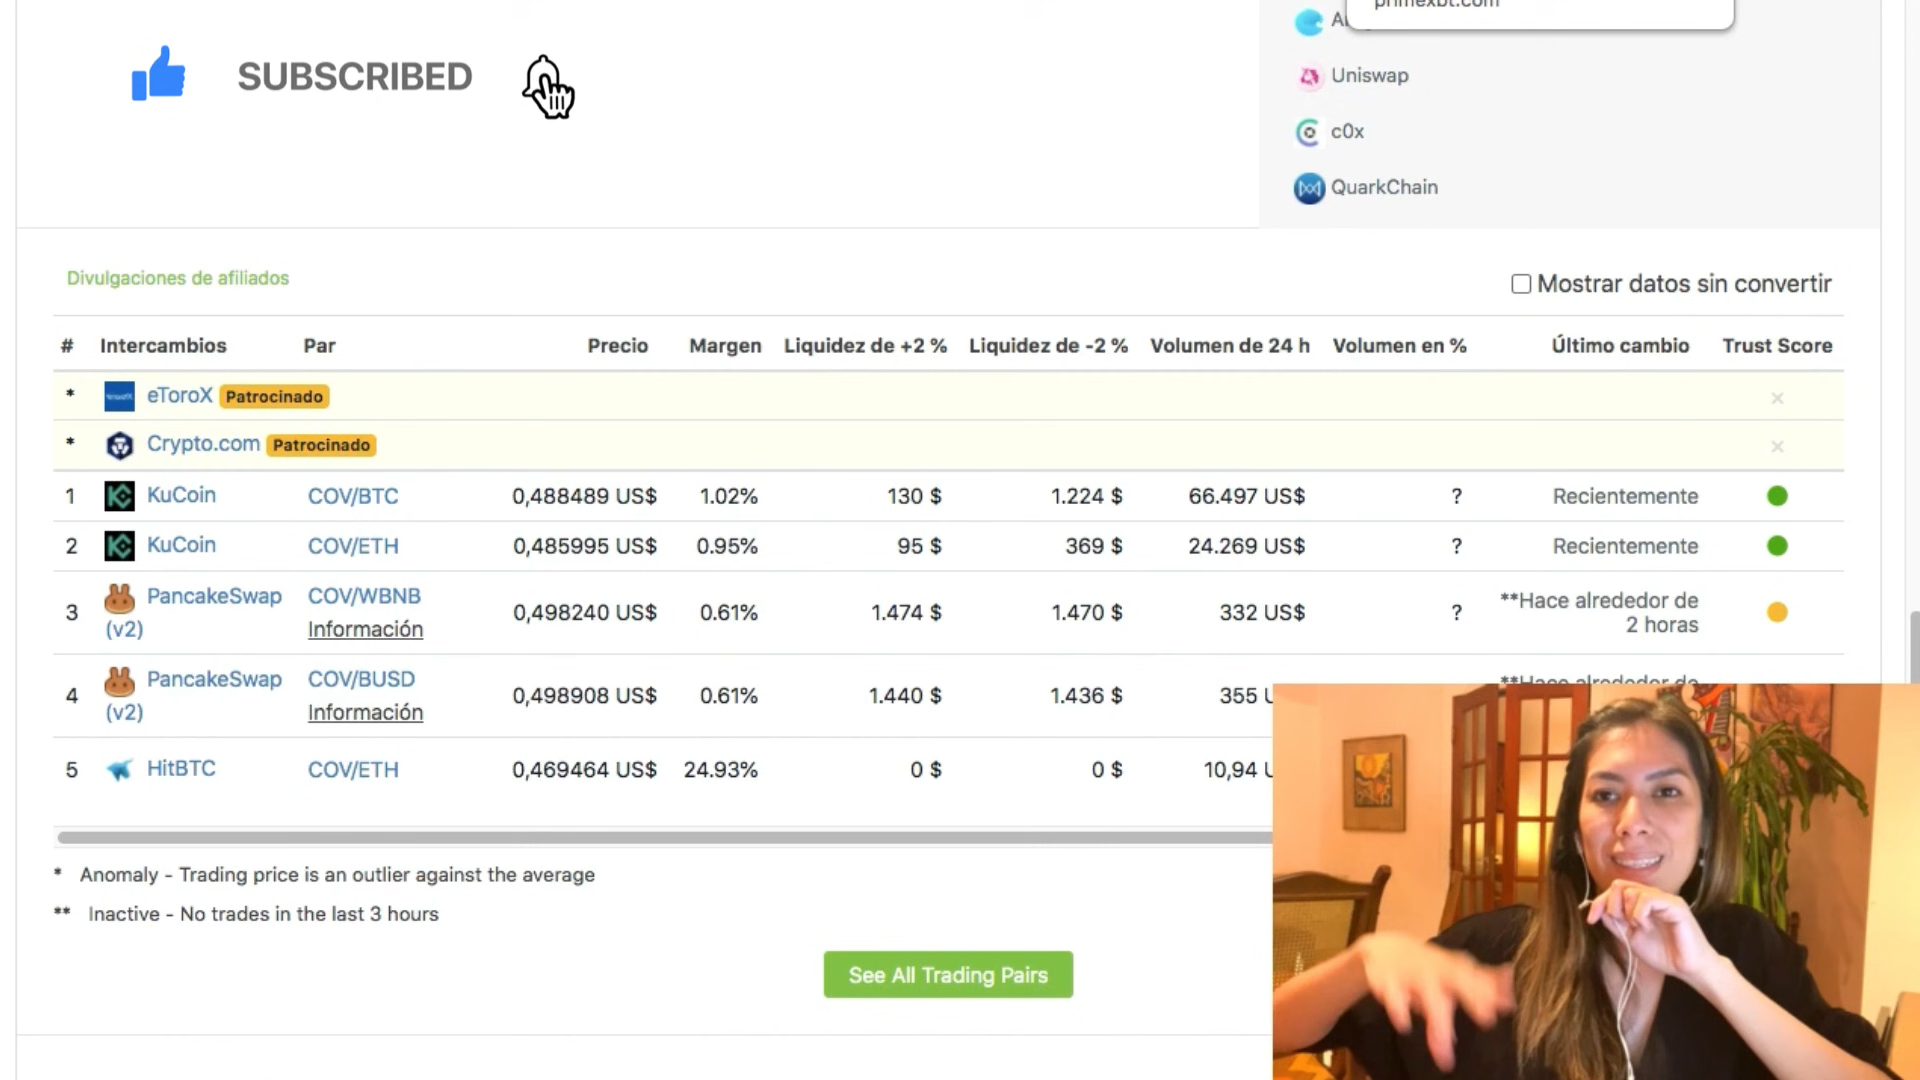 primexbt.com
SUBSCRIBED
Uniswap
c0x
QuarkChain
Divulgaciones de afiliados
Mostrar datos sin convertir
# Intercambios Par Precio Margen Liquidez de +2 % Liquidez de -2 % Volumen de 24 h Volumen en % Último cambio Trust Score
* eToroX Patrocinado ×
* Crypto.com Patrocinado ×
1 KuCoin COV/BTC 0,488489 US$ 1.02% 130 $ 1.224 $ 66.497 US$ ? Recientemente
2 KuCoin COV/ETH 0,485995 US$ 0.95% 95 $ 369 $ 24.269 US$ ? Recientemente
3 PancakeSwap (v2) COV/WBNB Información 0,498240 US$ 0.61% 1.474 $ 1.470 $ 332 US$ ? **Hace alrededor de 2 horas
4 PancakeSwap (v2) COV/BUSD Información 0,498908 US$ 0.61% 1.440 $ 1.436 $ 355 U **Hace alrededor de
5 HitBTC COV/ETH 0,469464 US$ 24.93% 0 $ 0 $ 10,94 U
* Anomaly - Trading price is an outlier against the average
** Inactive - No trades in the last 3 hours
See All Trading Pairs